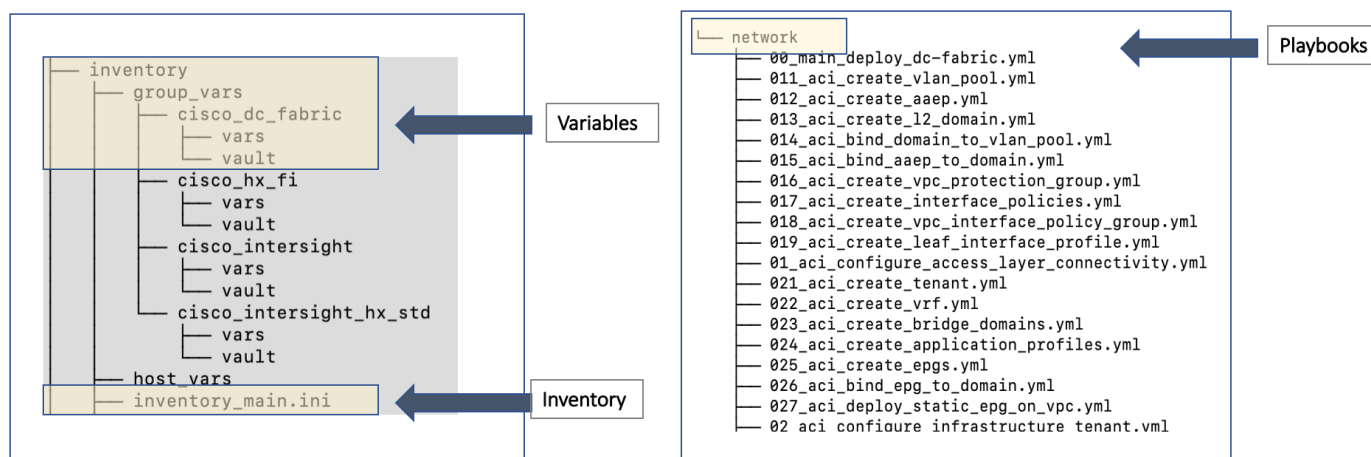 ├── inventory
│   ├── group_vars
│   │   ├── cisco_dc_fabric
│   │   │   ├── vars
│   │   │   └── vault
│   │   ├── cisco_hx_fi
│   │   │   ├── vars
│   │   │   └── vault
│   │   ├── cisco_intersight
│   │   │   ├── vars
│   │   │   └── vault
│   │   └── cisco_intersight_hx_std
│   │       ├── vars
│   │       └── vault
│   ├── host_vars
│   ├── inventory_main.ini
Variables
Inventory
└── network
    ├── 00_main_deploy_dc-fabric.yml
    ├── 011_aci_create_vlan_pool.yml
    ├── 012_aci_create_aaep.yml
    ├── 013_aci_create_l2_domain.yml
    ├── 014_aci_bind_domain_to_vlan_pool.yml
    ├── 015_aci_bind_aaep_to_domain.yml
    ├── 016_aci_create_vpc_protection_group.yml
    ├── 017_aci_create_interface_policies.yml
    ├── 018_aci_create_vpc_interface_policy_group.yml
    ├── 019_aci_create_leaf_interface_profile.yml
    ├── 01_aci_configure_access_layer_connectivity.yml
    ├── 021_aci_create_tenant.yml
    ├── 022_aci_create_vrf.yml
    ├── 023_aci_create_bridge_domains.yml
    ├── 024_aci_create_application_profiles.yml
    ├── 025_aci_create_epgs.yml
    ├── 026_aci_bind_epg_to_domain.yml
    ├── 027_aci_deploy_static_epg_on_vpc.yml
    ├── 02_aci_configure_infrastructure_tenant.yml
Playbooks